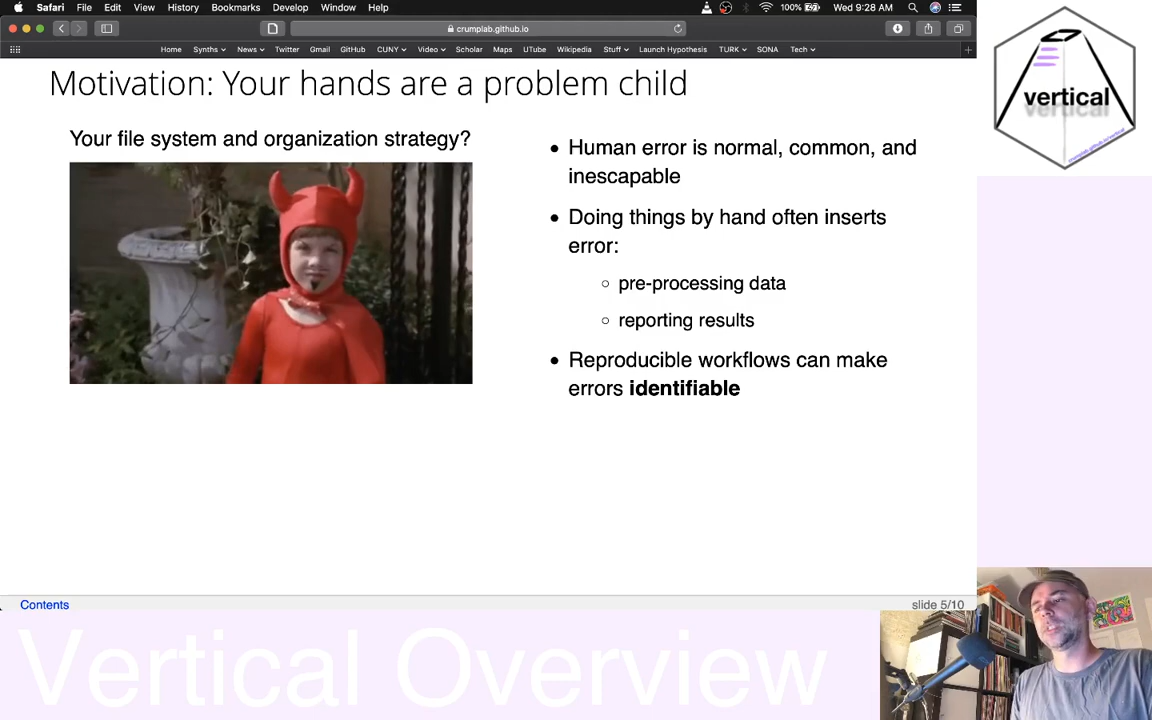 Safari File Edit View History Bookmarks Develop Window Help 100% Wed 9:28 AM
crumplab.github.io
Home Synths News Twitter Gmail GitHub CUNY Video Scholar Maps UTube Wikipedia Stuff Launch Hypothesis TURK SONA Tech
Motivation: Your hands are a problem child
Your file system and organization strategy?
• Human error is normal, common, and
inescapable
• Doing things by hand often inserts
error:
○ pre-processing data
○ reporting results
• Reproducible workflows can make
errors identifiable
Contents
slide 5/10
vertical
crumplab.github.io/vertical
Vertical Overview